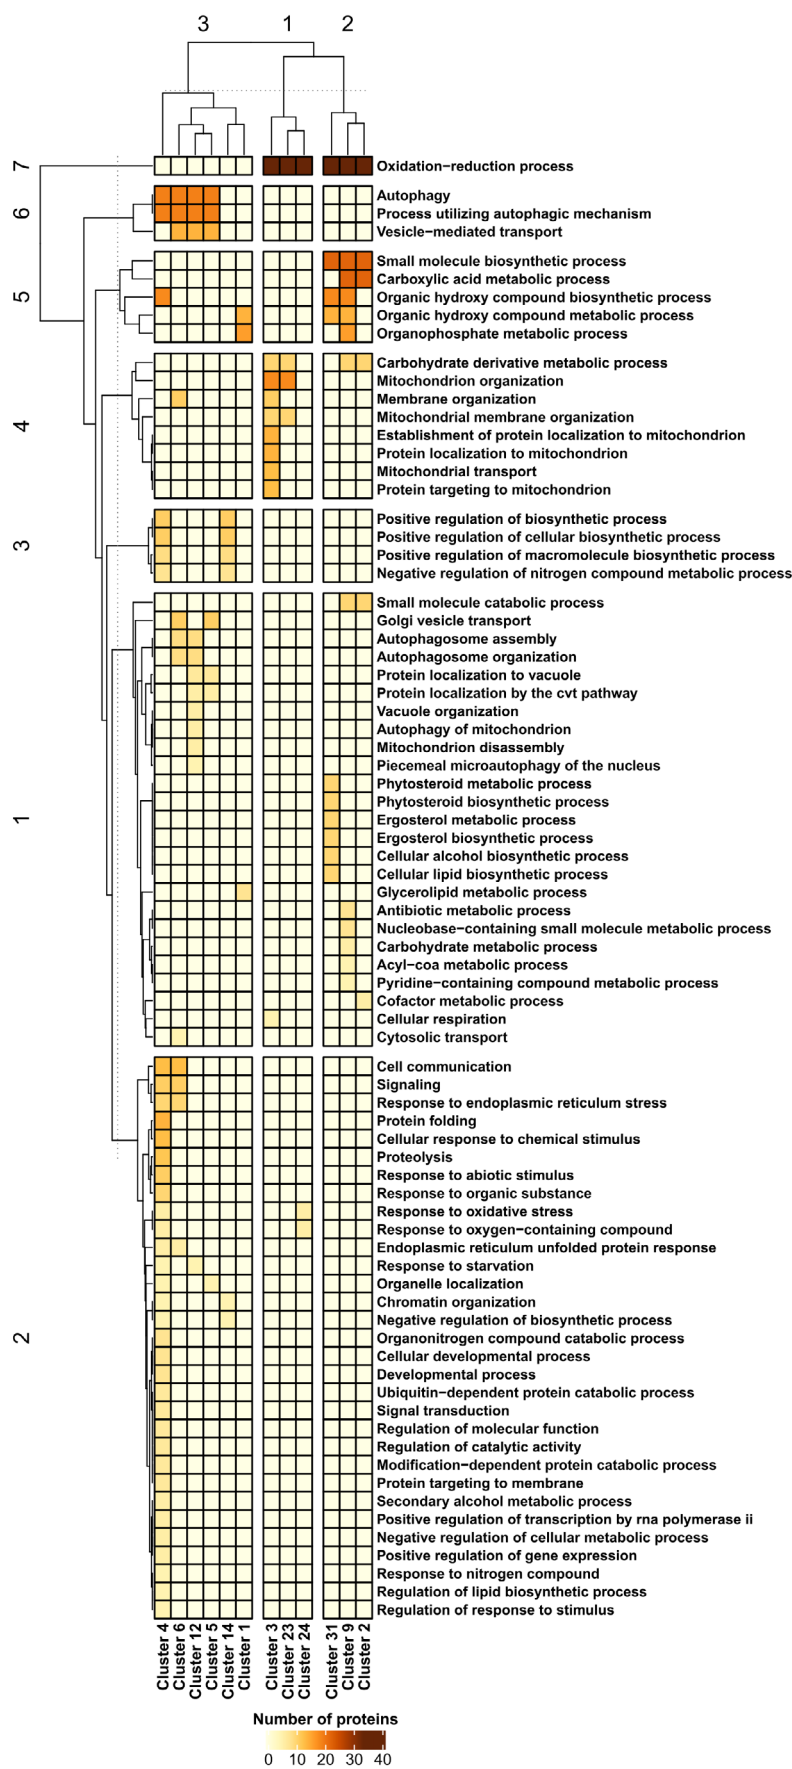 3 1 2
7
Oxidation−reduction process
6
Autophagy
Process utilizing autophagic mechanism
Vesicle−mediated transport
5
Small molecule biosynthetic process
Carboxylic acid metabolic process
Organic hydroxy compound biosynthetic process
Organic hydroxy compound metabolic process
Organophosphate metabolic process
4
Carbohydrate derivative metabolic process
Mitochondrion organization
Membrane organization
Mitochondrial membrane organization
Establishment of protein localization to mitochondrion
Protein localization to mitochondrion
Mitochondrial transport
Protein targeting to mitochondrion
3
Positive regulation of biosynthetic process
Positive regulation of cellular biosynthetic process
Positive regulation of macromolecule biosynthetic process
Negative regulation of nitrogen compound metabolic process
1
Small molecule catabolic process
Golgi vesicle transport
Autophagosome assembly
Autophagosome organization
Protein localization to vacuole
Protein localization by the cvt pathway
Vacuole organization
Autophagy of mitochondrion
Mitochondrion disassembly
Piecemeal microautophagy of the nucleus
Phytosteroid metabolic process
Phytosteroid biosynthetic process
Ergosterol metabolic process
Ergosterol biosynthetic process
Cellular alcohol biosynthetic process
Cellular lipid biosynthetic process
Glycerolipid metabolic process
Antibiotic metabolic process
Nucleobase−containing small molecule metabolic process
Carbohydrate metabolic process
Acyl−coa metabolic process
Pyridine−containing compound metabolic process
Cofactor metabolic process
Cellular respiration
Cytosolic transport
2
Cell communication
Signaling
Response to endoplasmic reticulum stress
Protein folding
Cellular response to chemical stimulus
Proteolysis
Response to abiotic stimulus
Response to organic substance
Response to oxidative stress
Response to oxygen−containing compound
Endoplasmic reticulum unfolded protein response
Response to starvation
Organelle localization
Chromatin organization
Negative regulation of biosynthetic process
Organonitrogen compound catabolic process
Cellular developmental process
Developmental process
Ubiquitin−dependent protein catabolic process
Signal transduction
Regulation of molecular function
Regulation of catalytic activity
Modification−dependent protein catabolic process
Protein targeting to membrane
Secondary alcohol metabolic process
Positive regulation of transcription by rna polymerase ii
Negative regulation of cellular metabolic process
Positive regulation of gene expression
Response to nitrogen compound
Regulation of lipid biosynthetic process
Regulation of response to stimulus
Cluster 4
Cluster 6
Cluster 12
Cluster 5
Cluster 14
Cluster 1
Cluster 3
Cluster 23
Cluster 24
Cluster 31
Cluster 9
Cluster 2
Number of proteins
0 10 20 30 40